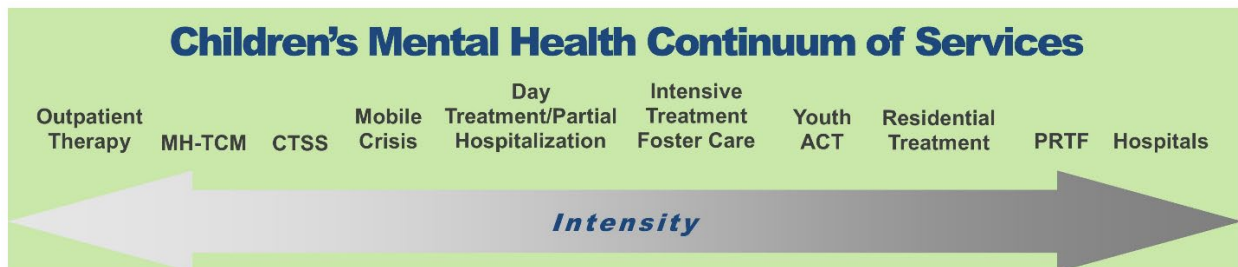 Children's Mental Health Continuum of Services
Outpatient
Therapy
MH-TCM
CTSS
Mobile
Crisis
Day
Treatment/Partial
Hospitalization
Intensive
Treatment
Foster Care
Youth
ACT
Residential
Treatment
PRTF
Hospitals
Intensity